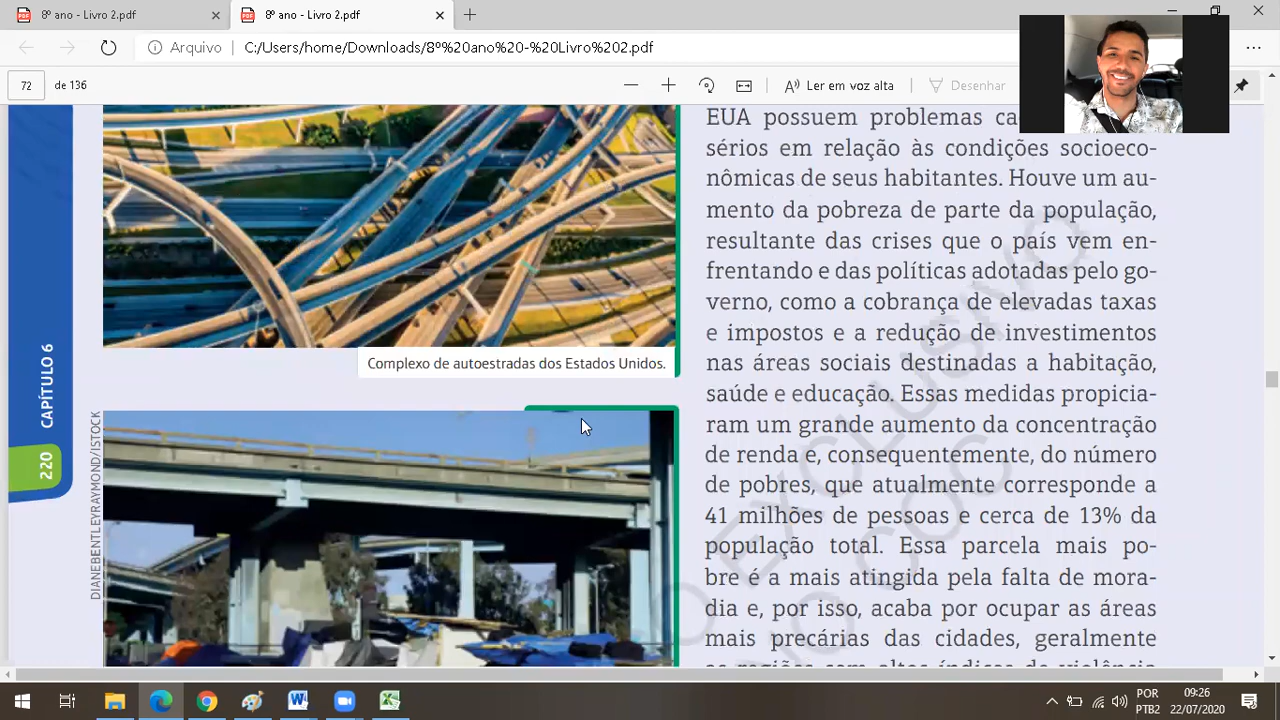 8º ano - Livro 2.pdf
8º ano - Livro 2.pdf
Arquivo
C:/Users/home/Downloads/8º%20ano%20-%20Livro%202.pdf
72
de 136
Ler em voz alta
Desenhar
CAPÍTULO 6
220
Complexo de autoestradas dos Estados Unidos.
DIANEBENTLEYRAYMOND/ISTOCK
EUA possuem problemas
sérios em relação às condições socioeco-
nômicas de seus habitantes. Houve um au-
mento da pobreza de parte da população,
resultante das crises que o país vem en-
frentando e das políticas adotadas pelo go-
verno, como a cobrança de elevadas taxas
e impostos e a redução de investimentos
nas áreas sociais destinadas a habitação,
saúde e educação. Essas medidas propicia-
ram um grande aumento da concentração
de renda e, consequentemente, do número
de pobres, que atualmente corresponde a
41 milhões de pessoas e cerca de 13% da
população total. Essa parcela mais po-
bre é a mais atingida pela falta de mora-
dia e, por isso, acaba por ocupar as áreas
mais precárias das cidades, geralmente
as regiões com altos índices de violência
POR
PTB2
09:26
22/07/2020